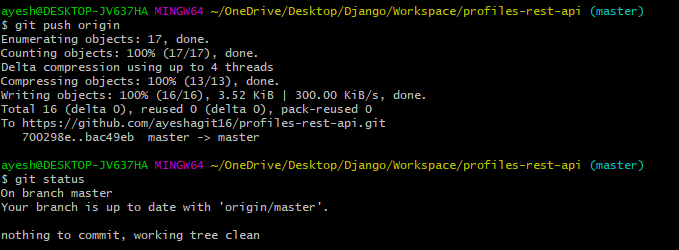 ayesh@DESKTOP-JV637HA MINGW64 ~/OneDrive/Desktop/Django/Workspace/profiles-rest-api (master)
$ git push origin
Enumerating objects: 17, done.
Counting objects: 100% (17/17), done.
Delta compression using up to 4 threads
Compressing objects: 100% (13/13), done.
Writing objects: 100% (16/16), 3.52 KiB | 300.00 KiB/s, done.
Total 16 (delta 0), reused 0 (delta 0), pack-reused 0
To https://github.com/ayeshagit16/profiles-rest-api.git
   700298e..bac49eb  master -> master
ayesh@DESKTOP-JV637HA MINGW64 ~/OneDrive/Desktop/Django/Workspace/profiles-rest-api (master)
$ git status
On branch master
Your branch is up to date with 'origin/master'.
nothing to commit, working tree clean